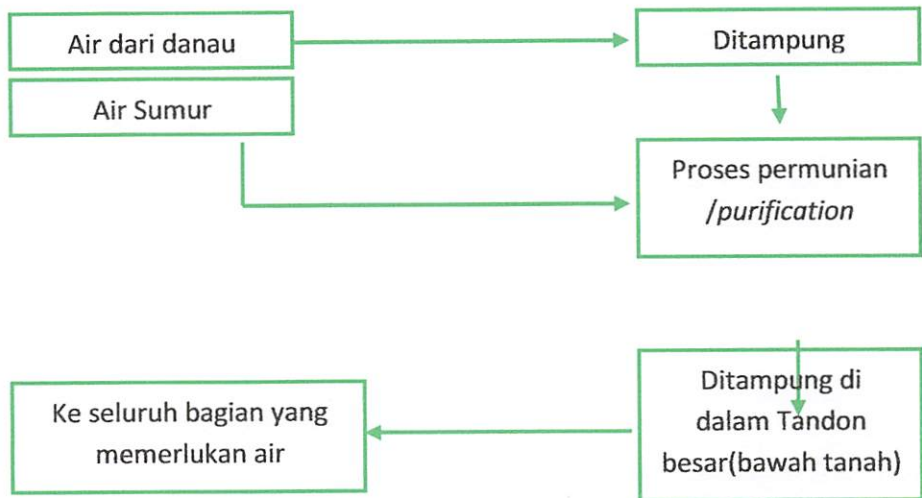 Air dari danau
Ditampung
Air Sumur
Proses permunian
/purification
Ditampung di
dalam Tandon
besar(bawah tanah)
Ke seluruh bagian yang
memerlukan air